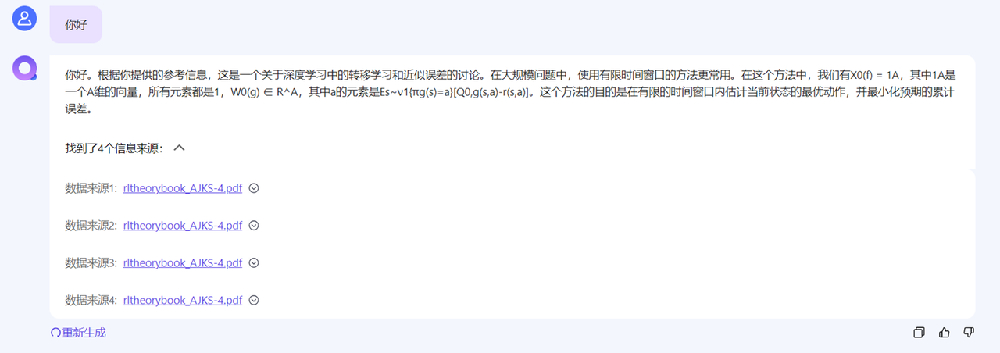 你好
你好。根据你提供的参考信息，这是一个关于深度学习中的转移学习和近似误差的讨论。在大规模问题中，使用有限时间窗口的方法更常用。在这个方法中，我们有X0(f) = 1A，其中1A是
一个A维的向量，所有元素都是1，W0(g) ∈ R^A，其中a的元素是Es~ν1{πg(s)=a}[Q0,g(s,a)-r(s,a)]。这个方法的目的是在有限的时间窗口内估计当前状态的最优动作，并最小化预期的累计
误差。
找到了4个信息来源：
数据来源1: rltheorybook_AJKS-4.pdf
数据来源2: rltheorybook_AJKS-4.pdf
数据来源3: rltheorybook_AJKS-4.pdf
数据来源4: rltheorybook_AJKS-4.pdf
重新生成